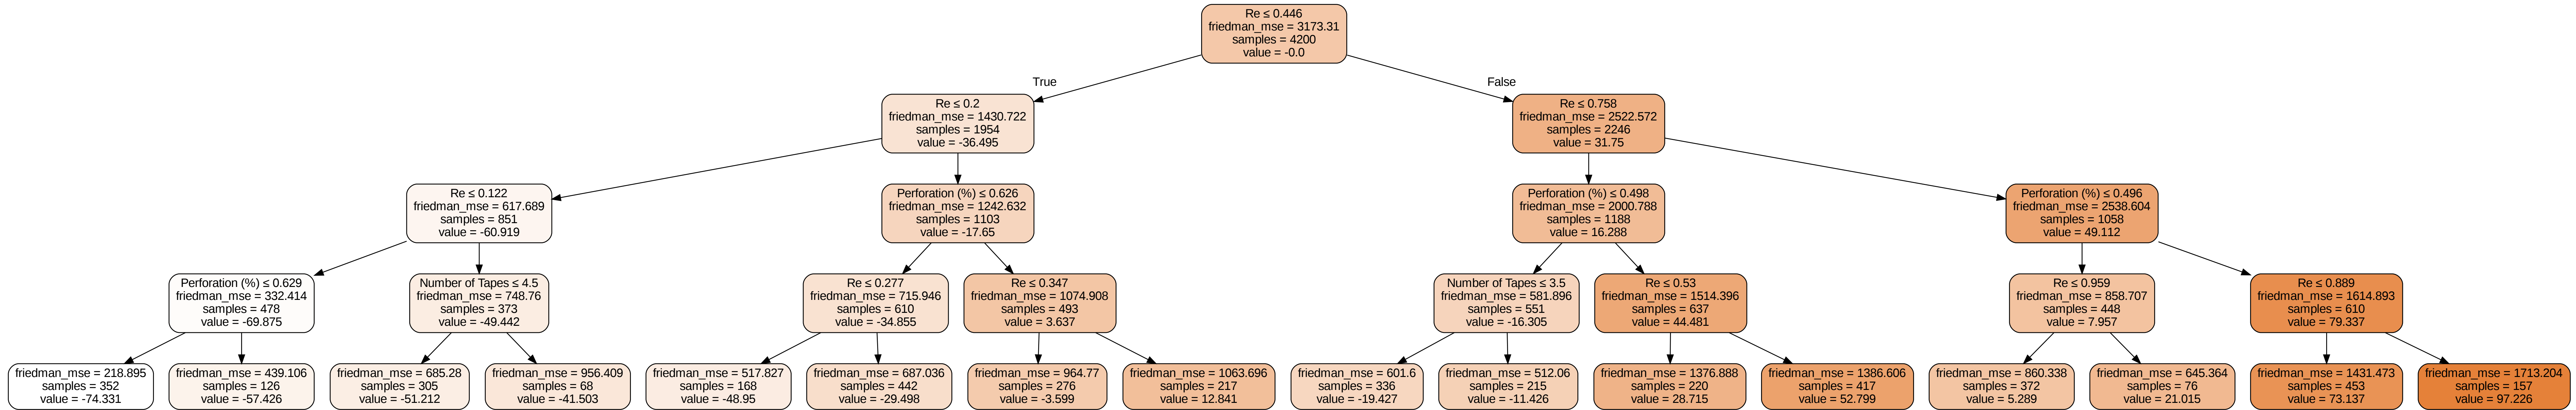 Re ≤ 0.446
friedman_mse = 3173.31
samples = 4200
value = -0.0
True
False
Re ≤ 0.2
friedman_mse = 1430.722
samples = 1954
value = -36.495
Re ≤ 0.758
friedman_mse = 2522.572
samples = 2246
value = 31.75
Re ≤ 0.122
friedman_mse = 617.689
samples = 851
value = -60.919
Perforation (%) ≤ 0.626
friedman_mse = 1242.632
samples = 1103
value = -17.65
Perforation (%) ≤ 0.498
friedman_mse = 2000.788
samples = 1188
value = 16.288
Perforation (%) ≤ 0.496
friedman_mse = 2538.604
samples = 1058
value = 49.112
Perforation (%) ≤ 0.629
friedman_mse = 332.414
samples = 478
value = -69.875
Number of Tapes ≤ 4.5
friedman_mse = 748.76
samples = 373
value = -49.442
Re ≤ 0.277
friedman_mse = 715.946
samples = 610
value = -34.855
Re ≤ 0.347
friedman_mse = 1074.908
samples = 493
value = 3.637
Number of Tapes ≤ 3.5
friedman_mse = 581.896
samples = 551
value = -16.305
Re ≤ 0.53
friedman_mse = 1514.396
samples = 637
value = 44.481
Re ≤ 0.959
friedman_mse = 858.707
samples = 448
value = 7.957
Re ≤ 0.889
friedman_mse = 1614.893
samples = 610
value = 79.337
friedman_mse = 218.895
samples = 352
value = -74.331
friedman_mse = 439.106
samples = 126
value = -57.426
friedman_mse = 685.28
samples = 305
value = -51.212
friedman_mse = 956.409
samples = 68
value = -41.503
friedman_mse = 517.827
samples = 168
value = -48.95
friedman_mse = 687.036
samples = 442
value = -29.498
friedman_mse = 964.77
samples = 276
value = -3.599
friedman_mse = 1063.696
samples = 217
value = 12.841
friedman_mse = 601.6
samples = 336
value = -19.427
friedman_mse = 512.06
samples = 215
value = -11.426
friedman_mse = 1376.888
samples = 220
value = 28.715
friedman_mse = 1386.606
samples = 417
value = 52.799
friedman_mse = 860.338
samples = 372
value = 5.289
friedman_mse = 645.364
samples = 76
value = 21.015
friedman_mse = 1431.473
samples = 453
value = 73.137
friedman_mse = 1713.204
samples = 157
value = 97.226